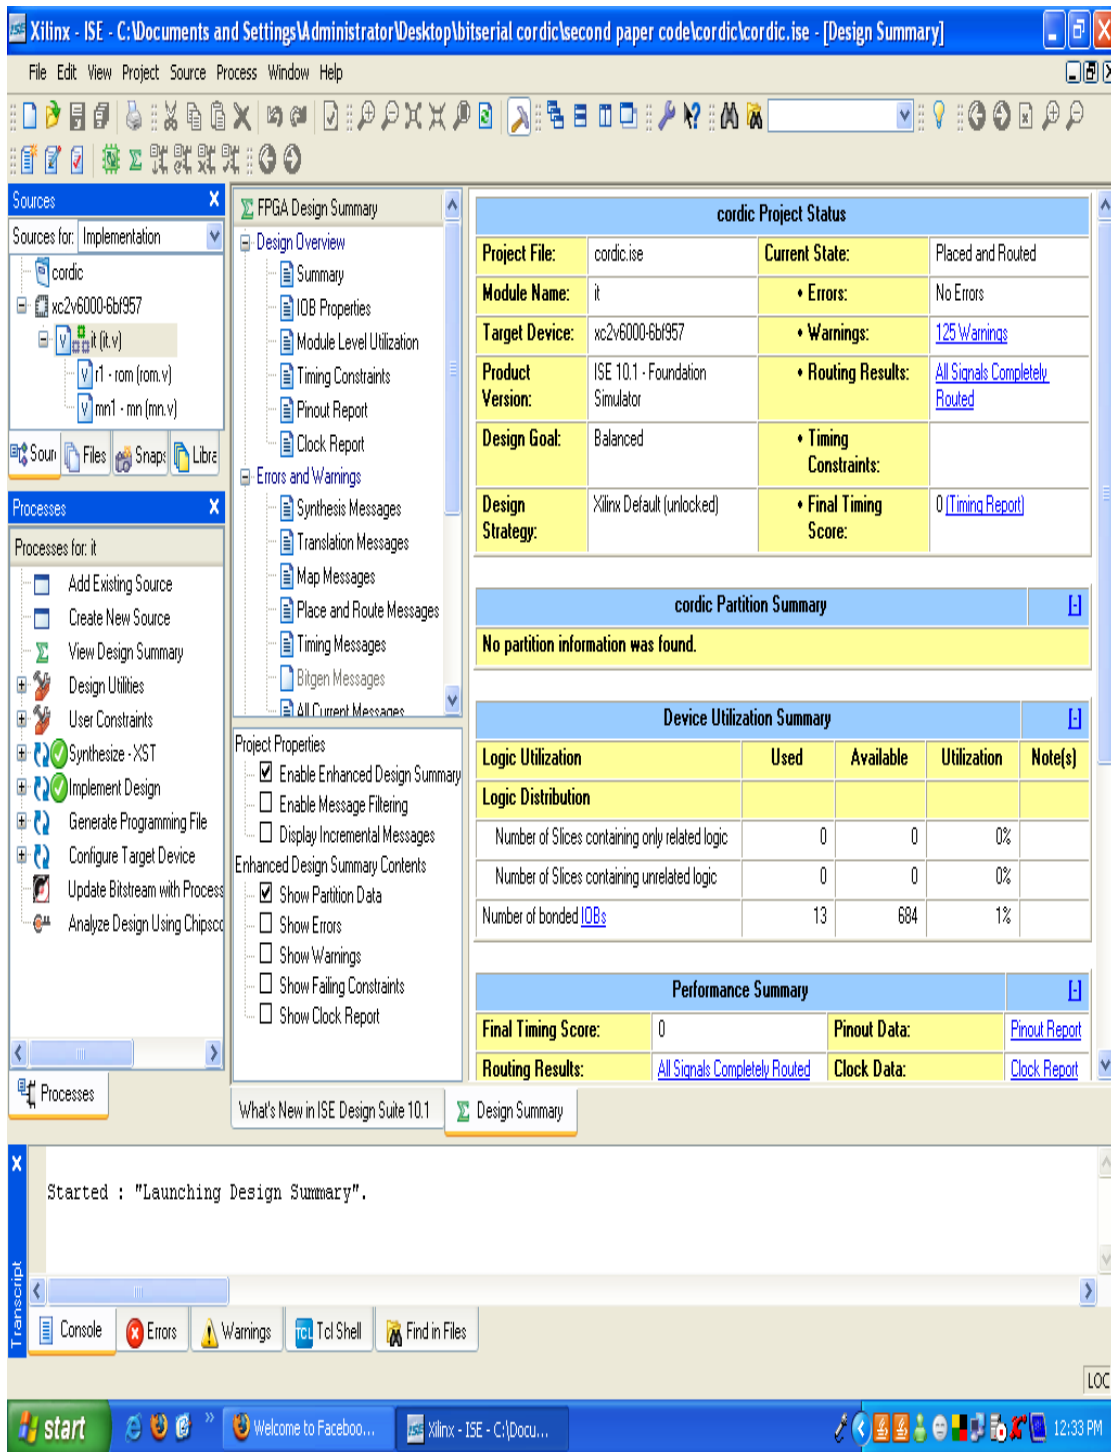 Xilinx - ISE - C:\Documents and Settings\Administrator\Desktop\bitserial cordic\second paper code\cordic\cordic.ise - [Design Summary]
File Edit View Project Source Process Window Help
Sources
Sources for: Implementation
cordic
xc2v6000-6bf957
it (it.v)
r1 - rom (rom.v)
mn1 - mn (mn.v)
Sour Files Snaps Libra
Processes
Processes for: it
Add Existing Source
Create New Source
View Design Summary
Design Utilities
User Constraints
Synthesize - XST
Implement Design
Generate Programming File
Configure Target Device
Update Bitstream with Process
Analyze Design Using Chipsco
Processes
FPGA Design Summary
Design Overview
Summary
IOB Properties
Module Level Utilization
Timing Constraints
Pinout Report
Clock Report
Errors and Warnings
Synthesis Messages
Translation Messages
Map Messages
Place and Route Messages
Timing Messages
Bitgen Messages
All Current Messages
Project Properties
Enable Enhanced Design Summary
Enable Message Filtering
Display Incremental Messages
Enhanced Design Summary Contents
Show Partition Data
Show Errors
Show Warnings
Show Failing Constraints
Show Clock Report
cordic Project Status
Project File: cordic.ise Current State: Placed and Routed
Module Name: it • Errors: No Errors
Target Device: xc2v6000-6bf957 • Warnings: 125 Warnings
Product Version: ISE 10.1 - Foundation Simulator • Routing Results: All Signals Completely Routed
Design Goal: Balanced • Timing Constraints:
Design Strategy: Xilinx Default (unlocked) • Final Timing Score: 0 (Timing Report)
cordic Partition Summary [-]
No partition information was found.
Device Utilization Summary [-]
Logic Utilization Used Available Utilization Note(s)
Logic Distribution
Number of Slices containing only related logic 0 0 0%
Number of Slices containing unrelated logic 0 0 0%
Number of bonded IOBs 13 684 1%
Performance Summary [-]
Final Timing Score: 0 Pinout Data: Pinout Report
Routing Results: All Signals Completely Routed Clock Data: Clock Report
What's New in ISE Design Suite 10.1 Design Summary
Started : "Launching Design Summary".
Transcript
Console Errors Warnings Tcl Shell Find in Files
LOC
start Welcome to Faceboo... Xilinx - ISE - C:\Docu... 12:33 PM